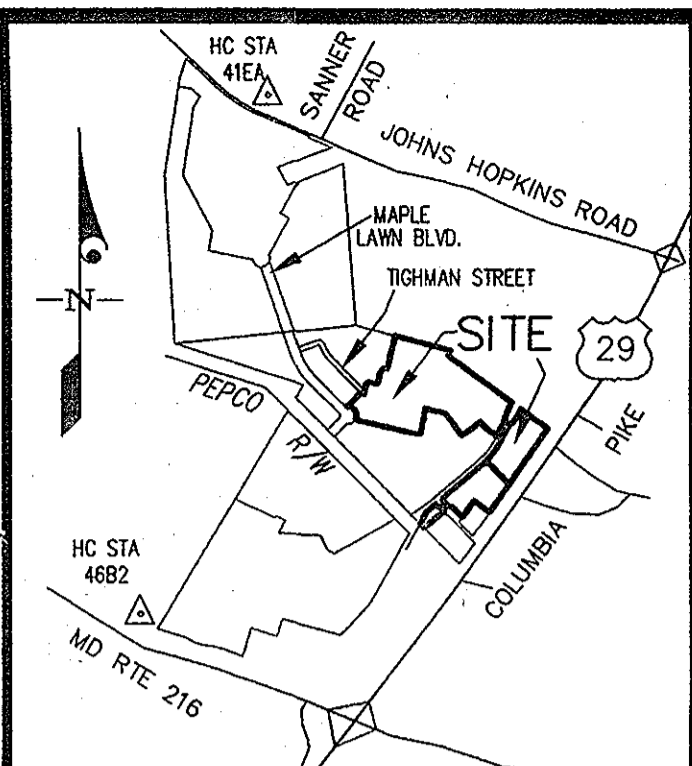 HC STA
41EA
SANNER
ROAD
JOHNS HOPKINS ROAD
MAPLE
LAWN BLVD.
TIGHMAN STREET
N
SITE
29
PEPCO
R/W
PIKE
COLUMBIA
HC STA
46B2
MD RTE 216